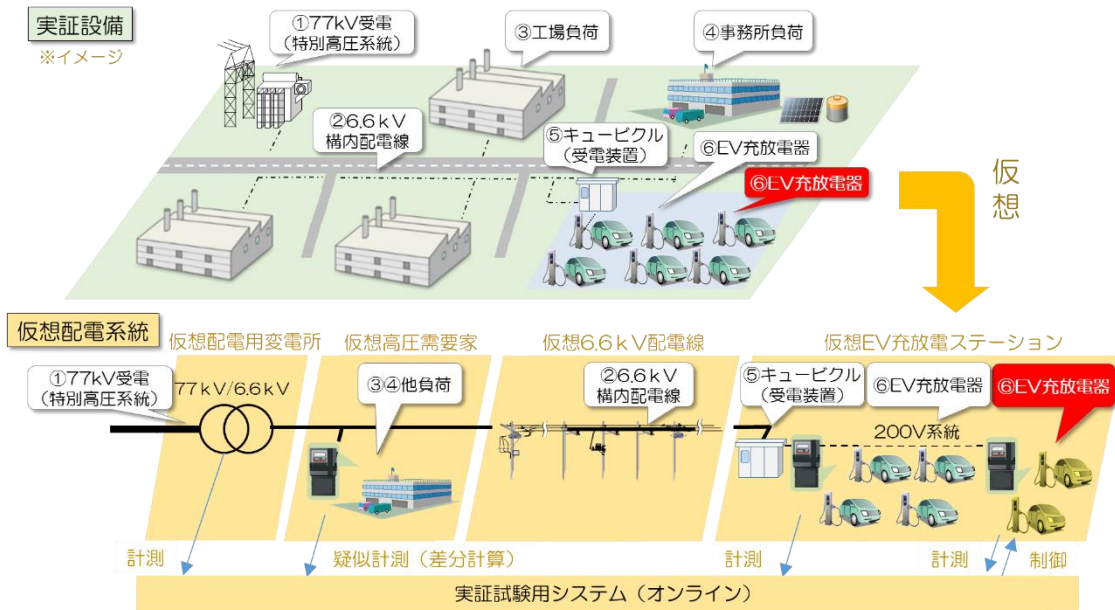 実証設備
※イメージ
①77kV受電
(特別高圧系統)
③工場負荷
④事務所負荷
②6.6kV
構内配電線
⑤キュービクル
(受電装置)
⑥EV充放電器
⑥EV充放電器
仮想
仮想配電系統
仮想配電用変電所
仮想高圧需要家
仮想6.6kV配電線
仮想EV充放電ステーション
①77kV受電
(特別高圧系統)
77kV/6.6kV
③④他負荷
②6.6kV
構内配電線
⑤キュービクル
(受電装置)
⑥EV充放電器
⑥EV充放電器
200V系統
計測
疑似計測(差分計算)
計測
計測
制御
実証試験用システム(オンライン)